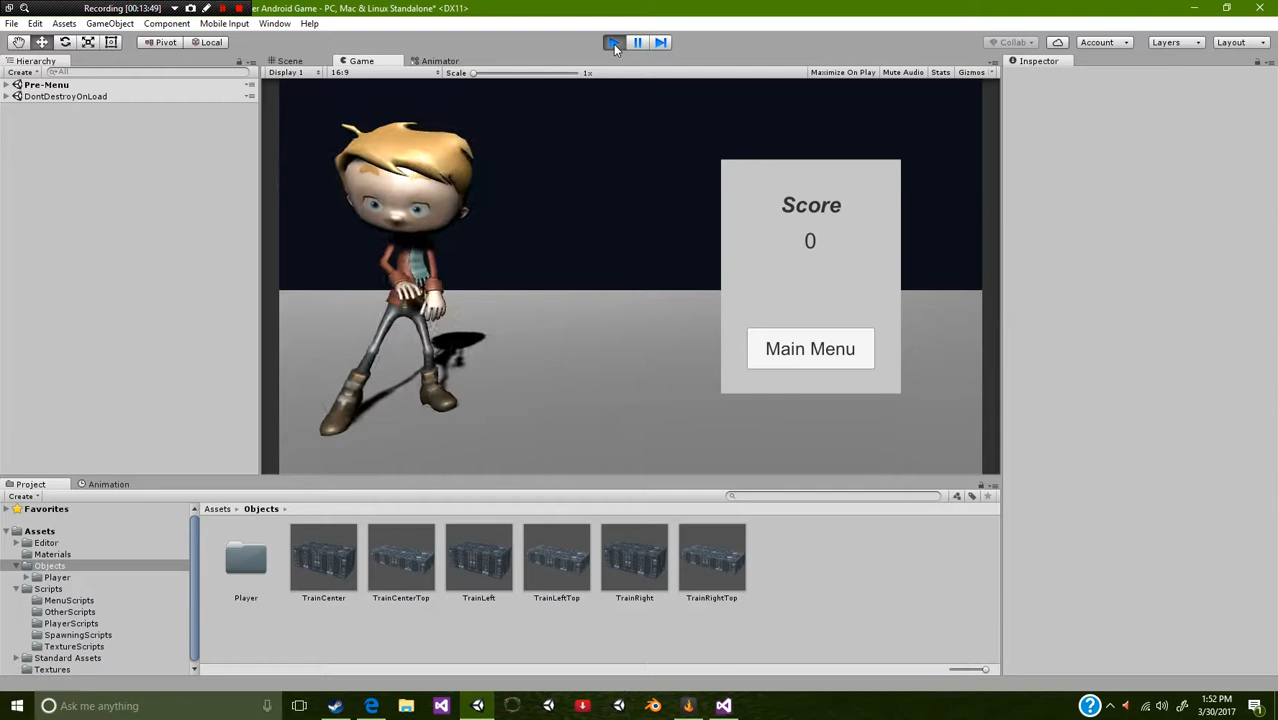 Recording [00:13:49]
er Android Game - PC, Mac & Linux Standalone* <DX11>
File Edit Assets GameObject Component Mobile Input Window Help
Pivot Local Collab Account Layers Layout
Hierarchy Scene Game Animator Inspector
Create All Display 1 16:9 Scale 1x Maximize On Play Mute Audio Stats Gizmos
Pre-Menu
DontDestroyOnLoad
Score
0
Main Menu
Project Animation
Create
Favorites Assets Objects
Assets
Editor
Materials
Objects
Player
Scripts
MenuScripts
OtherScripts
PlayerScripts
SpawningScripts
TextureScripts
Standard Assets
Textures
Player TrainCenter TrainCenterTop TrainLeft TrainLeftTop TrainRight TrainRightTop
Ask me anything
1:52 PM
3/30/2017